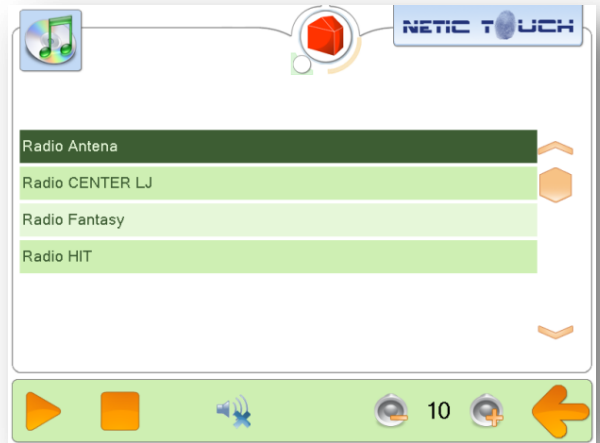 NETIC TOUCH
Radio Antena
Radio CENTER LJ
Radio Fantasy
Radio HIT
10